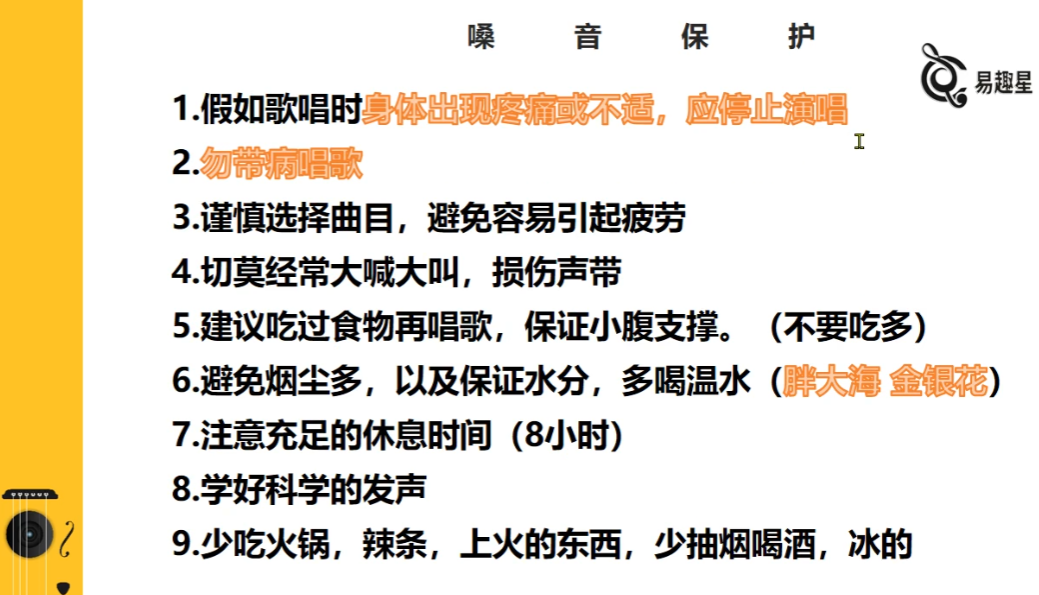 嗓 音 保 护
易趣星
1.假如歌唱时身体出现疼痛或不适，应停止演唱
2.勿带病唱歌
3.谨慎选择曲目，避免容易引起疲劳
4.切莫经常大喊大叫，损伤声带
5.建议吃过食物再唱歌，保证小腹支撑。（不要吃多）
6.避免烟尘多，以及保证水分，多喝温水（胖大海 金银花）
7.注意充足的休息时间（8小时）
8.学好科学的发声
9.少吃火锅，辣条，上火的东西，少抽烟喝酒，冰的